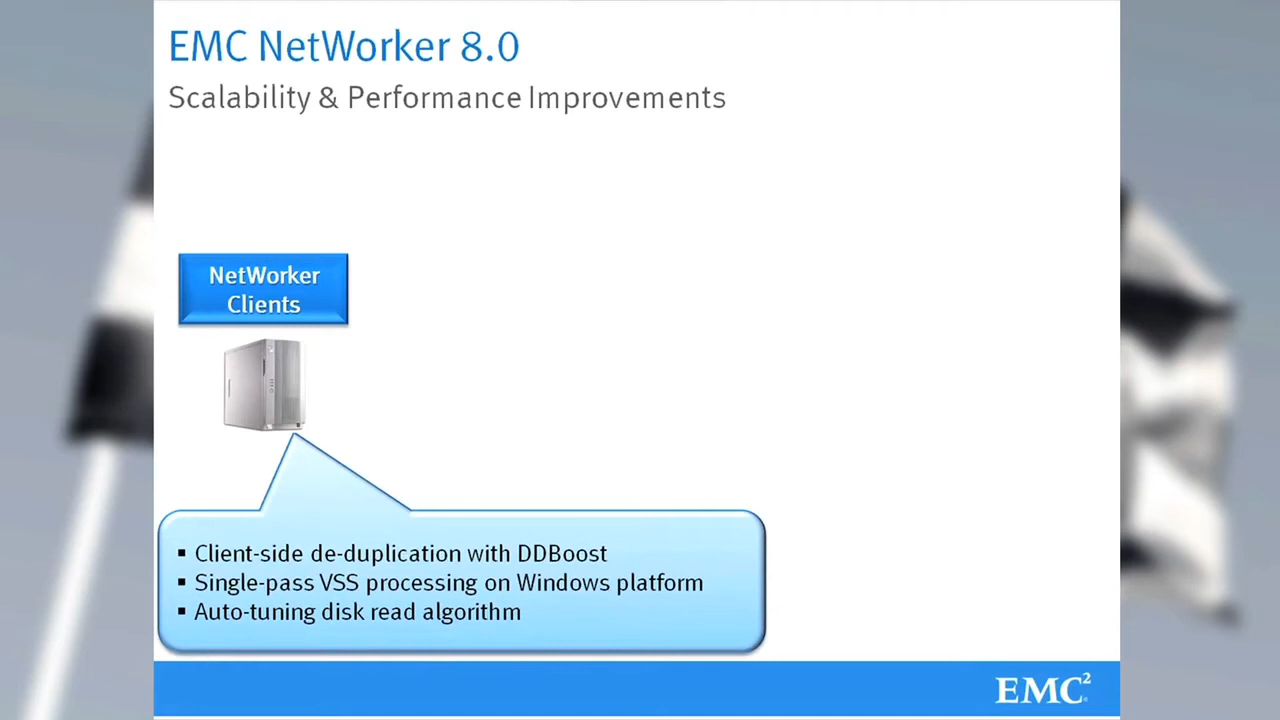 EMC NetWorker 8.0
Scalability & Performance Improvements
NetWorker
Clients
▪ Client-side de-duplication with DDBoost
▪ Single-pass VSS processing on Windows platform
▪ Auto-tuning disk read algorithm
EMC²